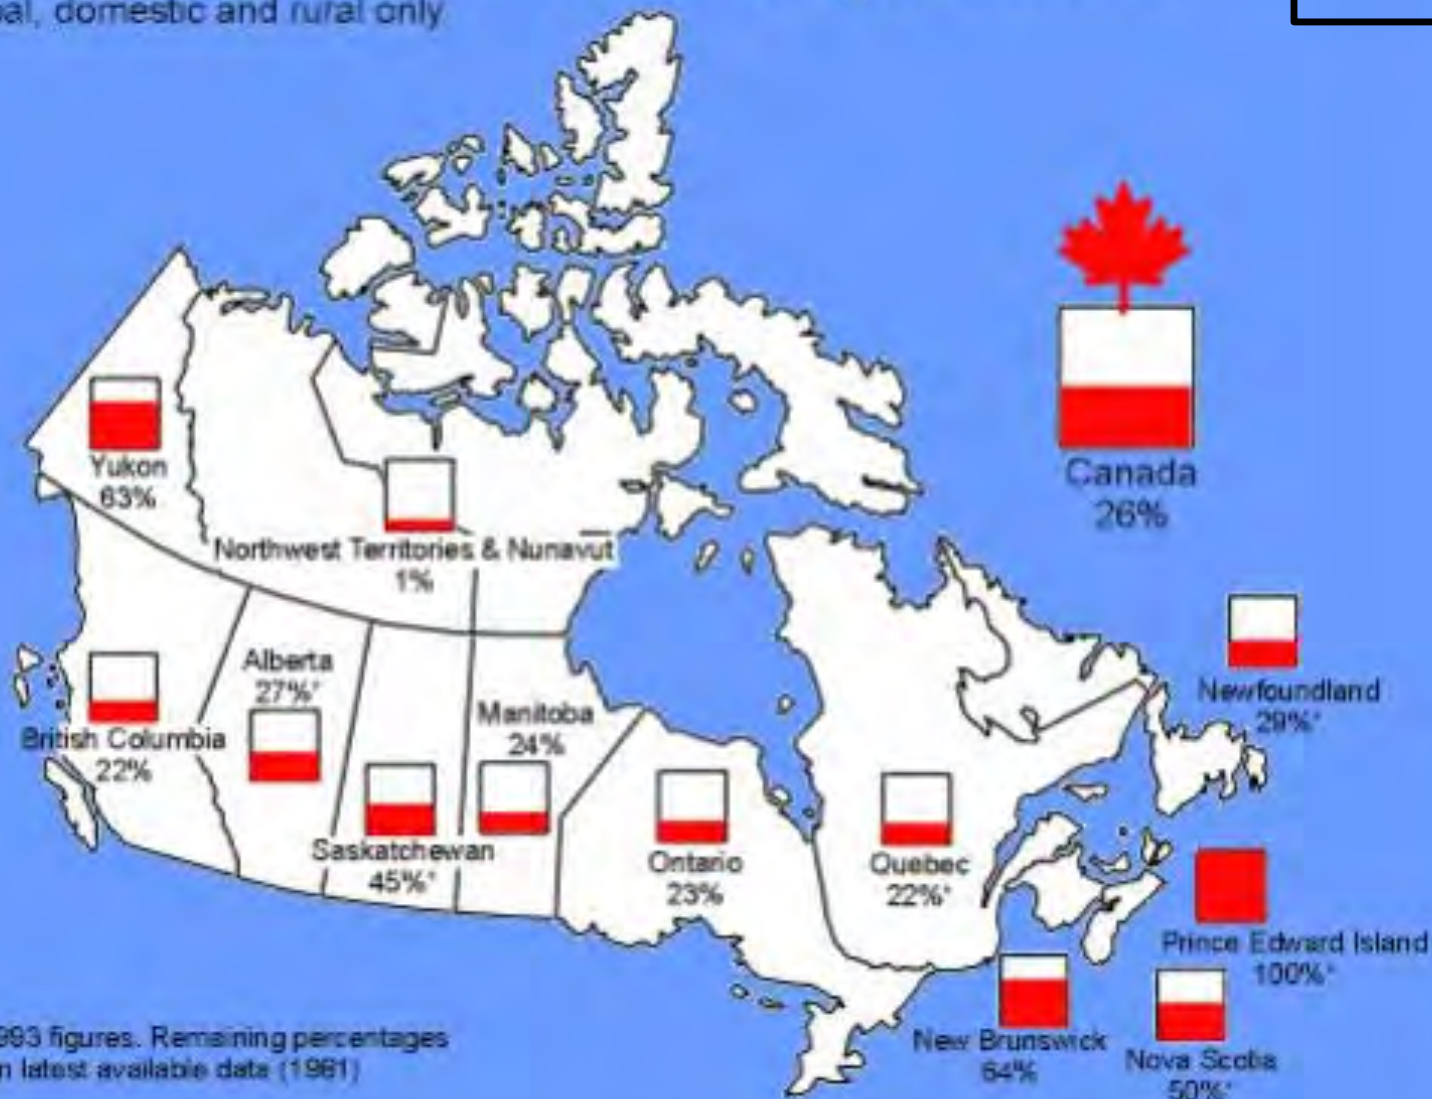 domestic and rural only
Canada
26%
Yukon
63%
Northwest Territories & Nunavut
1%
Newfoundland
29%*
Alberta
27%*
Manitoba
24%
British Columbia
22%
Saskatchewan
45%*
Ontario
23%
Quebec
22%*
Prince Edward Island
100%*
New Brunswick
64%
Nova Scotia
50%*
993 figures. Remaining percentages
latest available data (1981)